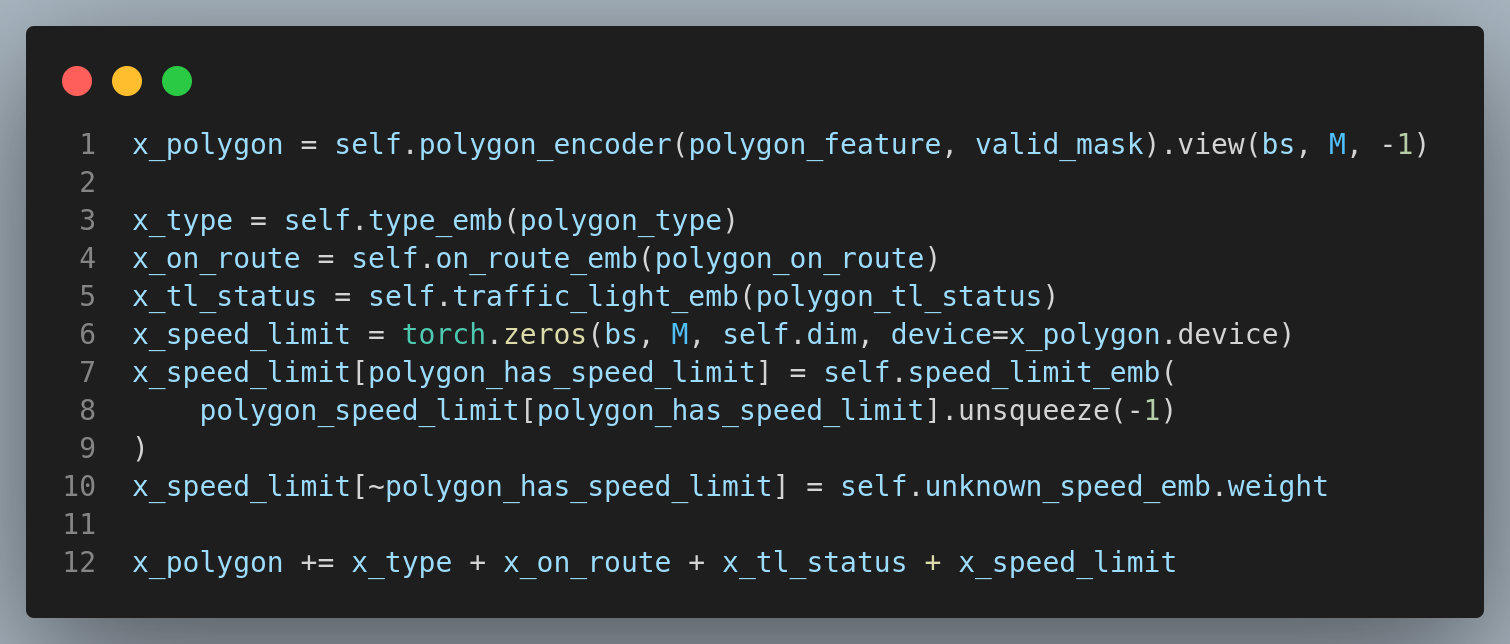 1 x_polygon = self.polygon_encoder(polygon_feature, valid_mask).view(bs, M, -1)
2
3 x_type = self.type_emb(polygon_type)
4 x_on_route = self.on_route_emb(polygon_on_route)
5 x_tl_status = self.traffic_light_emb(polygon_tl_status)
6 x_speed_limit = torch.zeros(bs, M, self.dim, device=x_polygon.device)
7 x_speed_limit[polygon_has_speed_limit] = self.speed_limit_emb(
8     polygon_speed_limit[polygon_has_speed_limit].unsqueeze(-1)
9 )
10 x_speed_limit[~polygon_has_speed_limit] = self.unknown_speed_emb.weight
11
12 x_polygon += x_type + x_on_route + x_tl_status + x_speed_limit